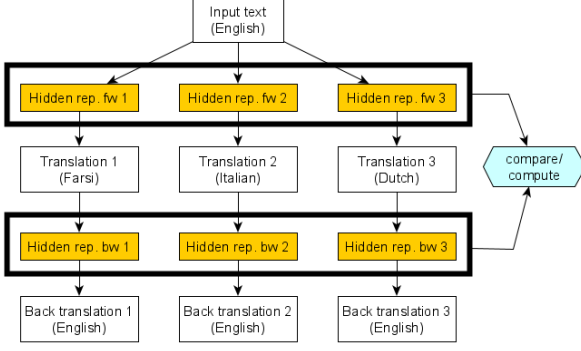 Input text
(English)
Hidden rep. fw 1
Hidden rep. fw 2
Hidden rep. fw 3
Translation 1
(Farsi)
Translation 2
(Italian)
Translation 3
(Dutch)
compare/
compute
Hidden rep. bw 1
Hidden rep. bw 2
Hidden rep. bw 3
Back translation 1
(English)
Back translation 2
(English)
Back translation 3
(English)